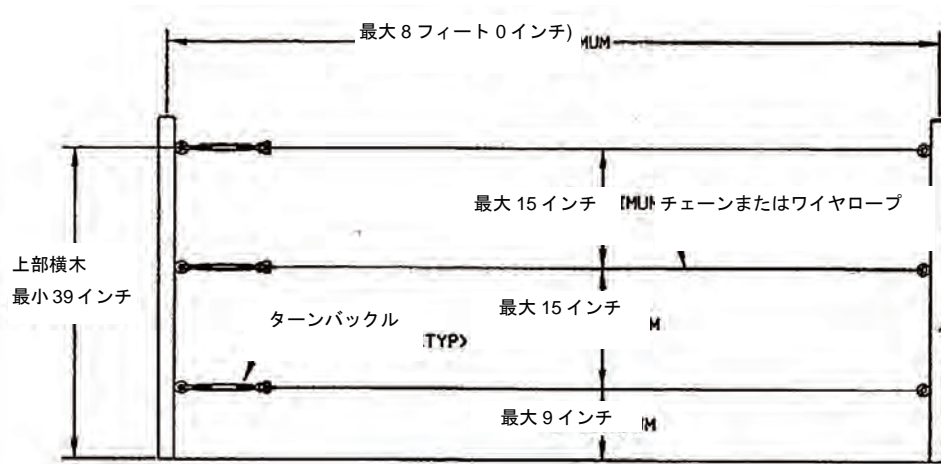 最大 8 フィート 0 インチ) MUM
最大 15 インチ IMUM チェーンまたはワイヤロープ
上部横木
最小 39 インチ
ターンバックル
最大 15 インチ M
(TYP)
最大 9 インチ IM